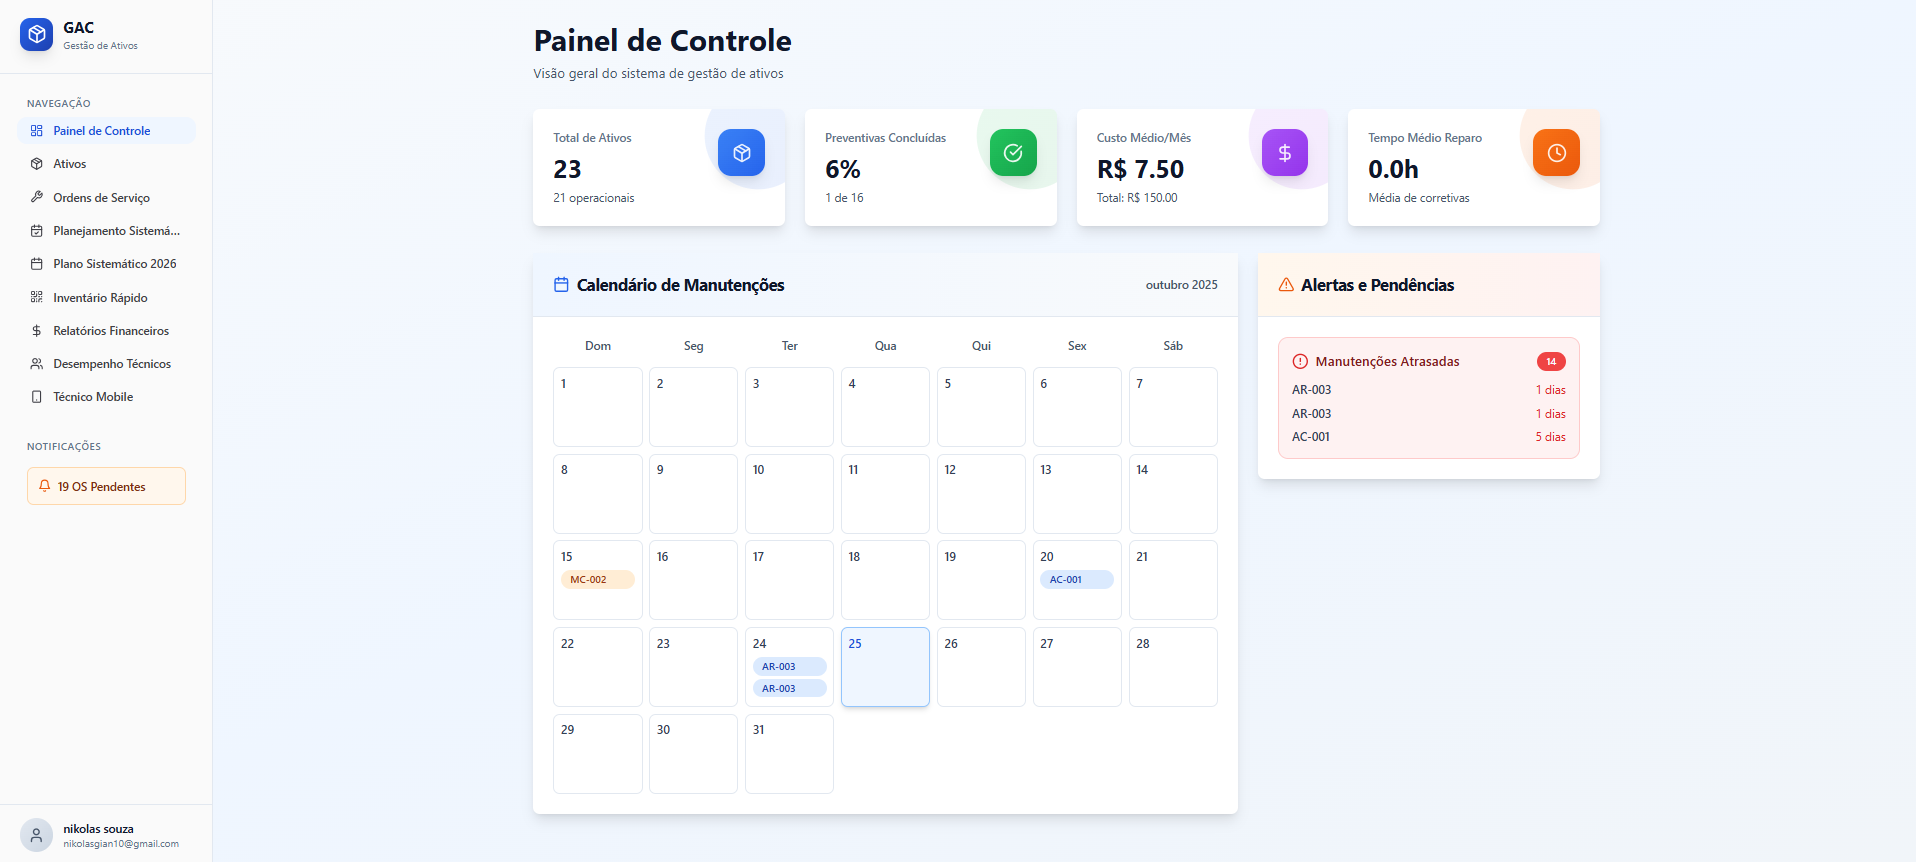 GAC
Gestão de Ativos
NAVEGAÇÃO
Painel de Controle
Ativos
Ordens de Serviço
Planejamento Sistemá...
Plano Sistemático 2026
Inventário Rápido
Relatórios Financeiros
Desempenho Técnicos
Técnico Mobile
NOTIFICAÇÕES
19 OS Pendentes
nikolas souza
nikolasgian10@gmail.com
Painel de Controle
Visão geral do sistema de gestão de ativos
Total de Ativos
23
21 operacionais
Preventivas Concluídas
6%
1 de 16
Custo Médio/Mês
R$ 7.50
Total: R$ 150.00
Tempo Médio Reparo
0.0h
Média de corretivas
Calendário de Manutenções
outubro 2025
Dom Seg Ter Qua Qui Sex Sáb
1 2 3 4 5 6 7
8 9 10 11 12 13 14
15 16 17 18 19 20 21
MC-002 AC-001
22 23 24 25 26 27 28
AR-003
AR-003
29 30 31
Alertas e Pendências
Manutenções Atrasadas 14
AR-003 1 dias
AR-003 1 dias
AC-001 5 dias